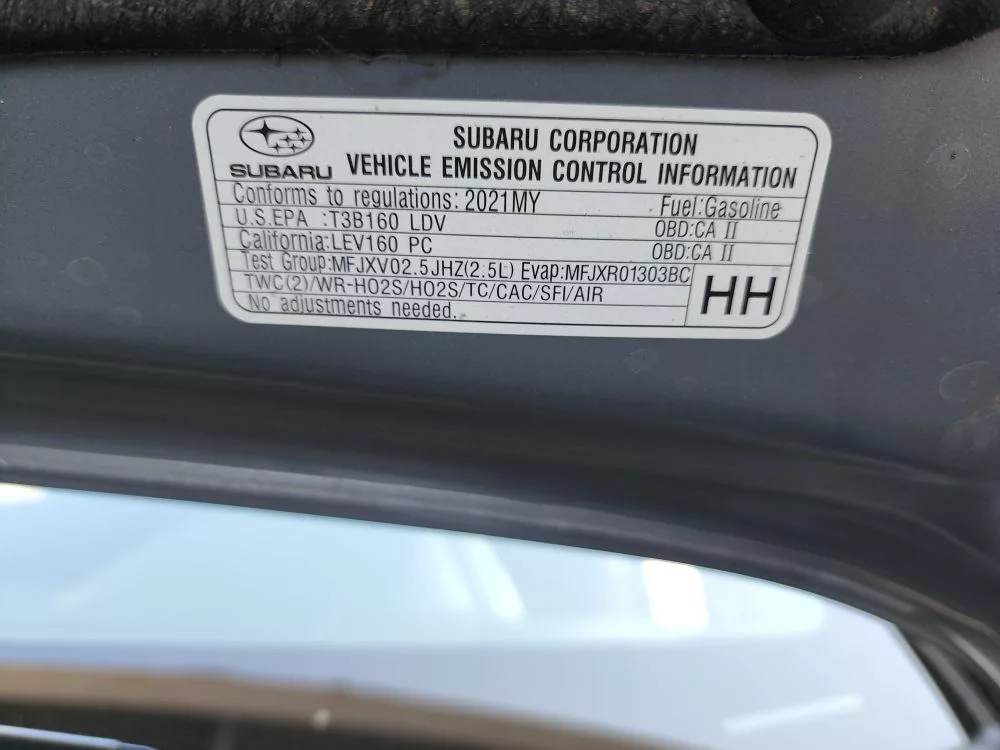 SUBARU
SUBARU CORPORATION
VEHICLE EMISSION CONTROL INFORMATION
Conforms to regulations: 2021MY Fuel:Gasoline
U.S.EPA :T3B160 LDV OBD:CA II
California:LEV160 PC OBD:CA II
Test Group:MFJXV02.5JHZ(2.5L) Evap:MFJXR01303BC
TWC(2)/WR-HO2S/HO2S/TC/CAC/SFI/AIR
No adjustments needed.
HH